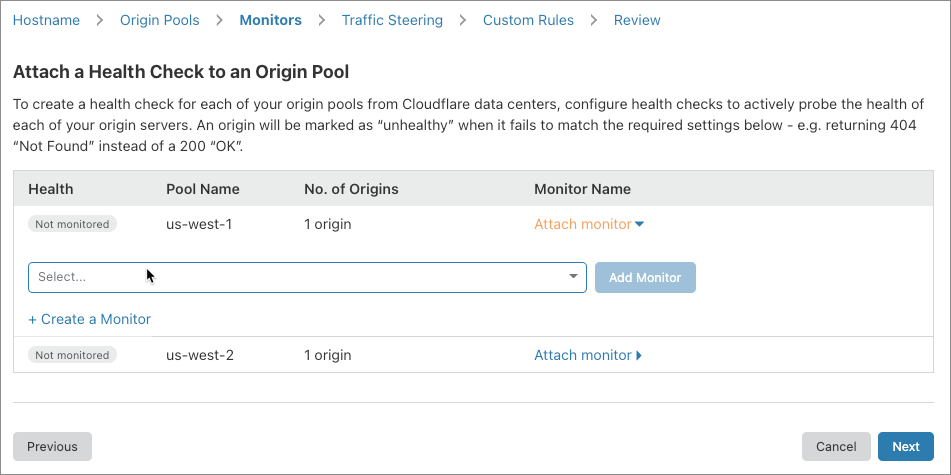 Hostname > Origin Pools > Monitors > Traffic Steering > Custom Rules > Review
Attach a Health Check to an Origin Pool
To create a health check for each of your origin pools from Cloudflare data centers, configure health checks to actively probe the health of
each of your origin servers. An origin will be marked as “unhealthy” when it fails to match the required settings below - e.g. returning 404
“Not Found” instead of a 200 “OK”.
Health Pool Name No. of Origins Monitor Name
Not monitored us-west-1 1 origin Attach monitor
Select... Add Monitor
+ Create a Monitor
Not monitored us-west-2 1 origin Attach monitor
Previous Cancel Next